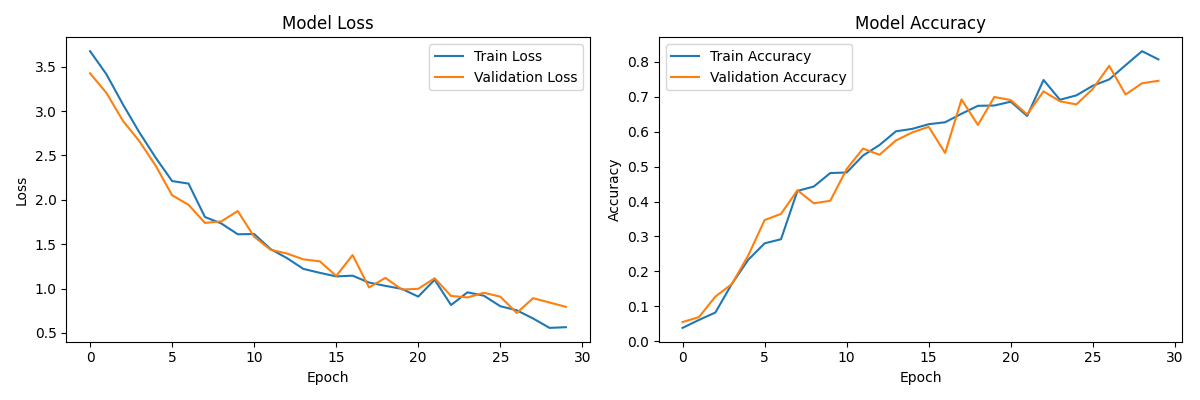 Model Loss
Train Loss
Validation Loss
Loss
3.5
3.0
2.5
2.0
1.5
1.0
0.5
0 5 10 15 20 25 30
Epoch
Model Accuracy
Train Accuracy
Validation Accuracy
Accuracy
0.8
0.7
0.6
0.5
0.4
0.3
0.2
0.1
0.0
0 5 10 15 20 25 30
Epoch